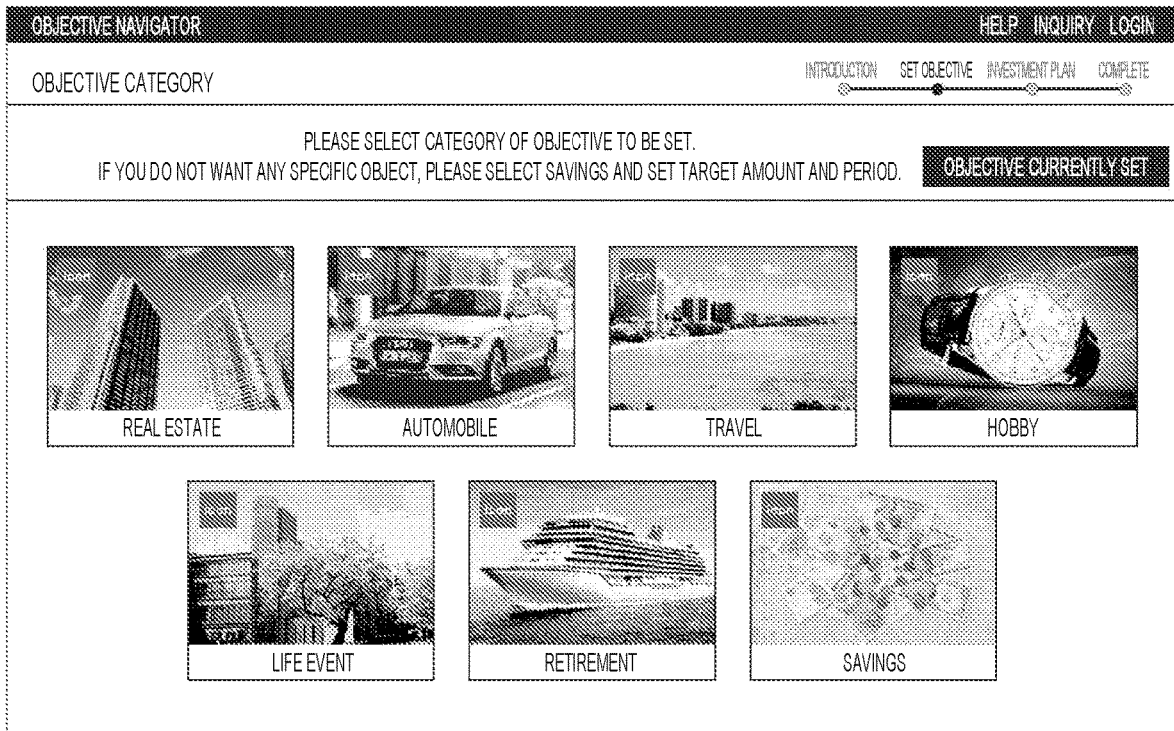 OBJECTIVE NAVIGATOR
HELP INQUIRY LOGIN
OBJECTIVE CATEGORY
INTRODUCTION SET OBJECTIVE INVESTMENT PLAN COMPLETE
PLEASE SELECT CATEGORY OF OBJECTIVE TO BE SET.
IF YOU DO NOT WANT ANY SPECIFIC OBJECT, PLEASE SELECT SAVINGS AND SET TARGET AMOUNT AND PERIOD.
OBJECTIVE CURRENTLY SET
REAL ESTATE
AUTOMOBILE
TRAVEL
HOBBY
LIFE EVENT
RETIREMENT
SAVINGS